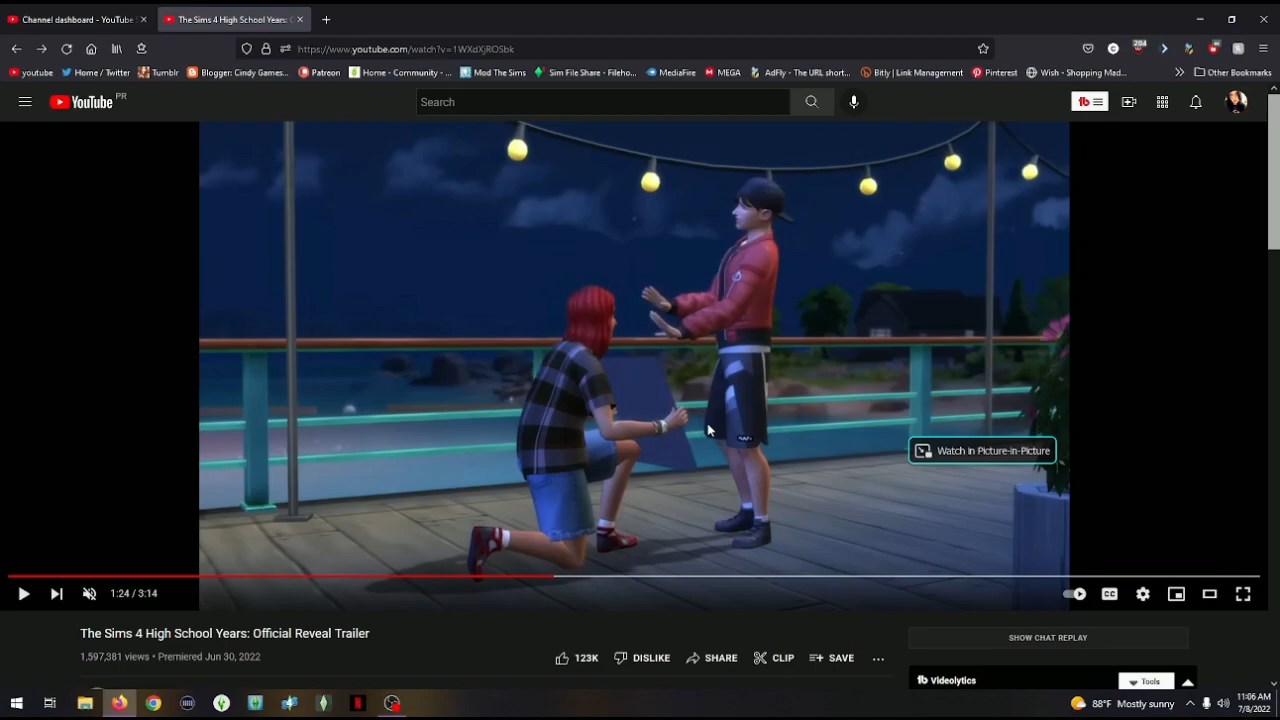 Channel dashboard - YouTube S
The Sims 4 High School Years: O
https://www.youtube.com/watch?v=1WXdXjROSbk
204
youtube Home / Twitter Tumblr Blogger: Cindy Games... Patreon Home - Community -... Mod The Sims Sim File Share - Fileho... MediaFire MEGA AdFly - The URL short... Bitly | Link Management Pinterest Wish - Shopping Mad... Other Bookmarks
YouTube PR
Search
Watch in Picture-in-Picture
1:24 / 3:14
CC
The Sims 4 High School Years: Official Reveal Trailer
SHOW CHAT REPLAY
1,597,381 views • Premiered Jun 30, 2022
123K DISLIKE SHARE CLIP SAVE ...
tb Videolytics Tools
88°F Mostly sunny
11:06 AM
7/8/2022